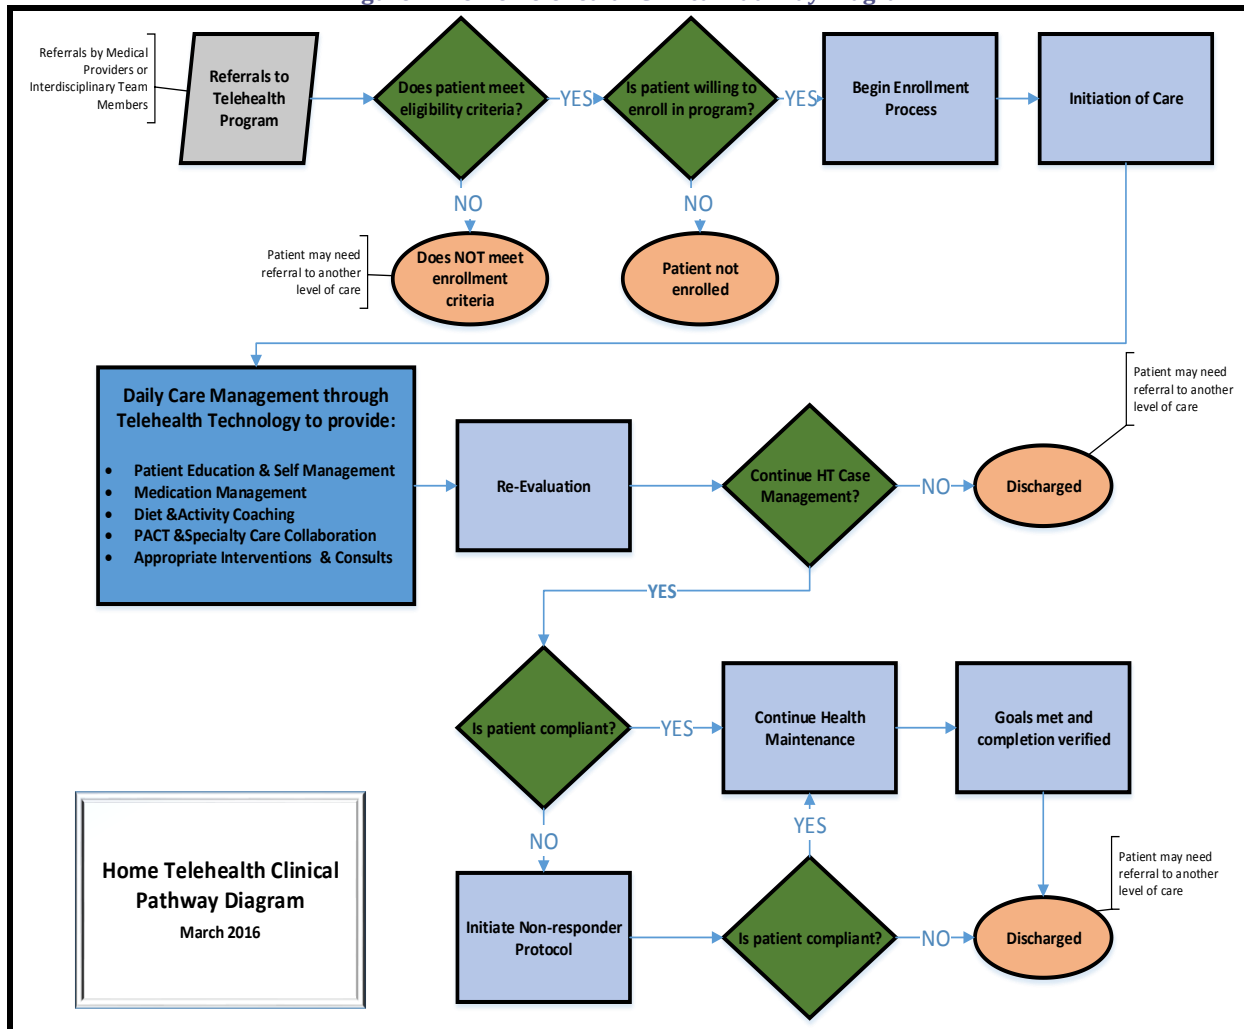 Referrals by Medical
Providers or
Interdisciplinary Team
Members
Referrals to
Telehealth
Program
Does patient meet
eligibility criteria?
YES
Is patient willing to
enroll in program?
YES
Begin Enrollment
Process
Initiation of Care
NO
NO
Patient may need
referral to another
level of care
Does NOT meet
enrollment
criteria
Patient not
enrolled
Daily Care Management through
Telehealth Technology to provide:
• Patient Education & Self Management
• Medication Management
• Diet &Activity Coaching
• PACT &Specialty Care Collaboration
• Appropriate Interventions & Consults
Re-Evaluation
Continue HT Case
Management?
NO
Discharged
Patient may need
referral to another
level of care
YES
Is patient compliant?
YES
Continue Health
Maintenance
Goals met and
completion verified
NO
YES
Initiate Non-responder
Protocol
Is patient compliant?
NO
Discharged
Patient may need
referral to another
level of care
Home Telehealth Clinical
Pathway Diagram
March 2016